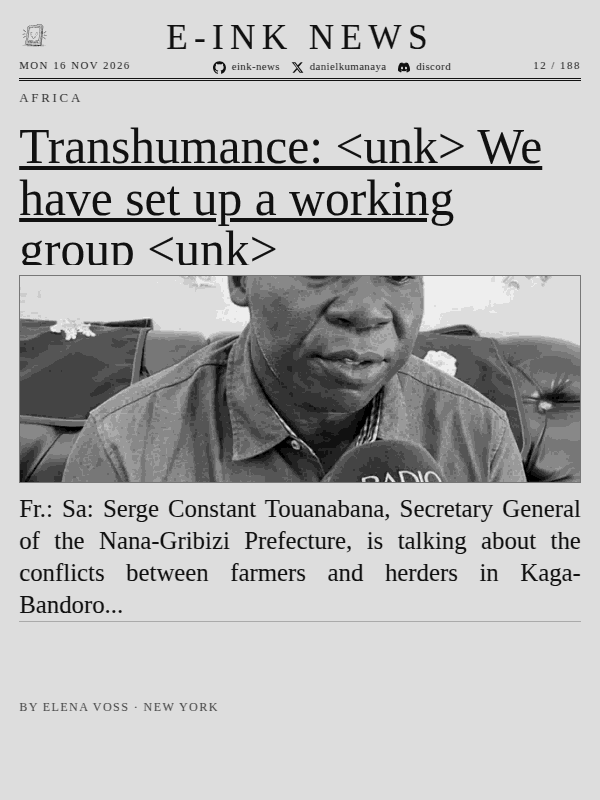 E-INK NEWS
MON 16 NOV 2026
eink-news danielkumanaya discord
12 / 188
AFRICA
Transhumance: <unk> We
have set up a working
group <unk>
RADIO
Fr.: Sa: Serge Constant Touanabana, Secretary General
of the Nana-Gribizi Prefecture, is talking about the
conflicts between farmers and herders in Kaga-
Bandoro...
BY ELENA VOSS · NEW YORK